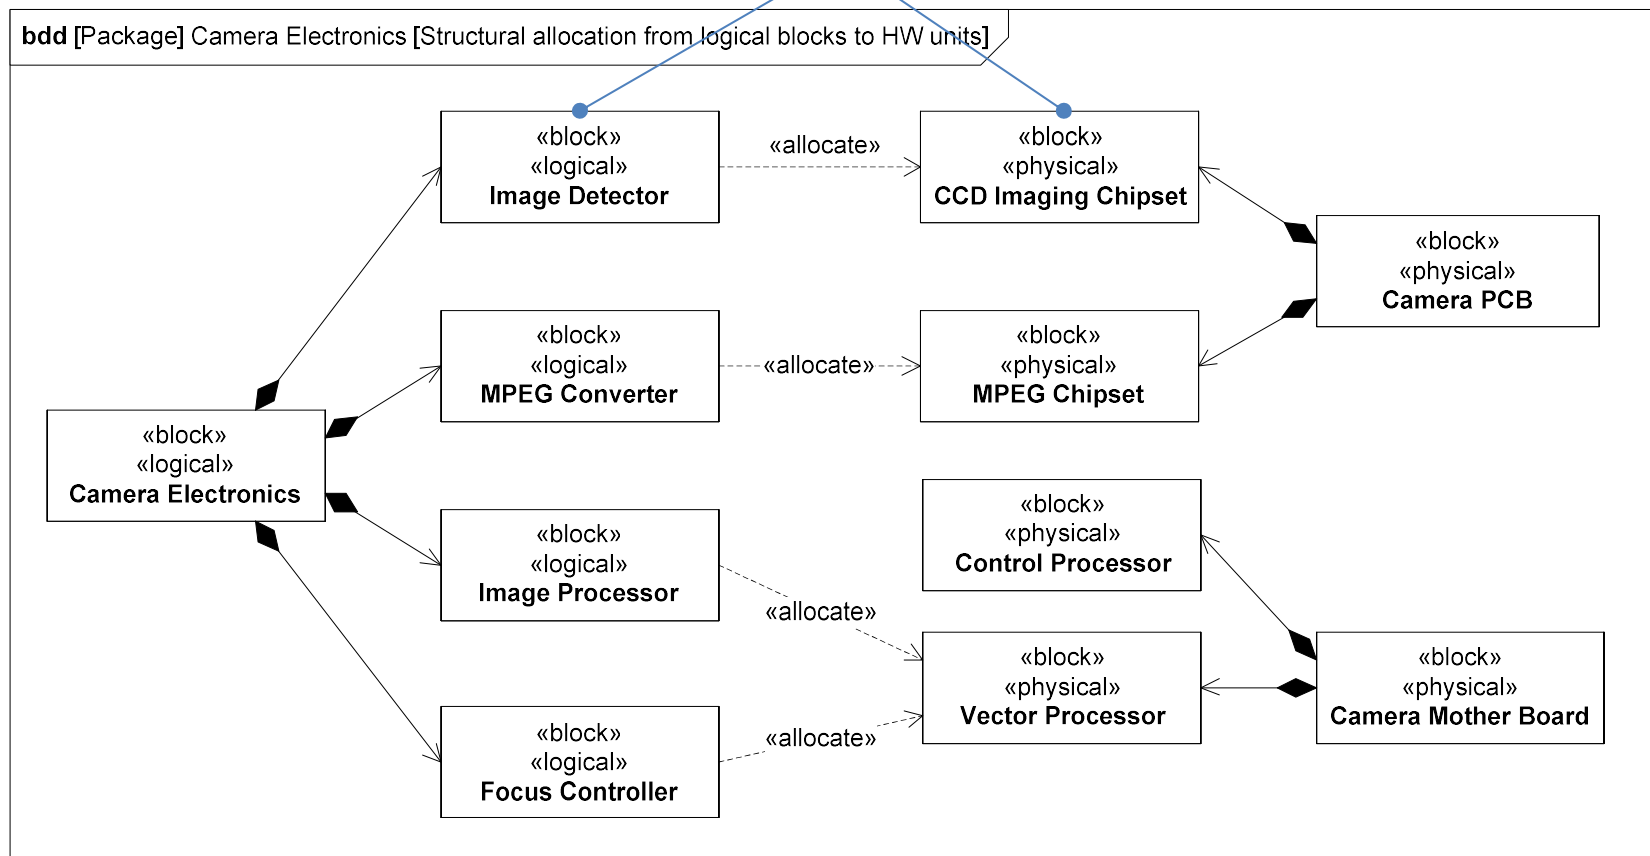 bdd [Package] Camera Electronics [Structural allocation from logical blocks to HW units]
«block»
«logical»
Image Detector
«allocate»
«block»
«physical»
CCD Imaging Chipset
«block»
«physical»
Camera PCB
«block»
«logical»
MPEG Converter
«allocate»
«block»
«physical»
MPEG Chipset
«block»
«logical»
Camera Electronics
«block»
«logical»
Image Processor
«allocate»
«block»
«physical»
Control Processor
«block»
«physical»
Vector Processor
«block»
«physical»
Camera Mother Board
«block»
«logical»
Focus Controller
«allocate»